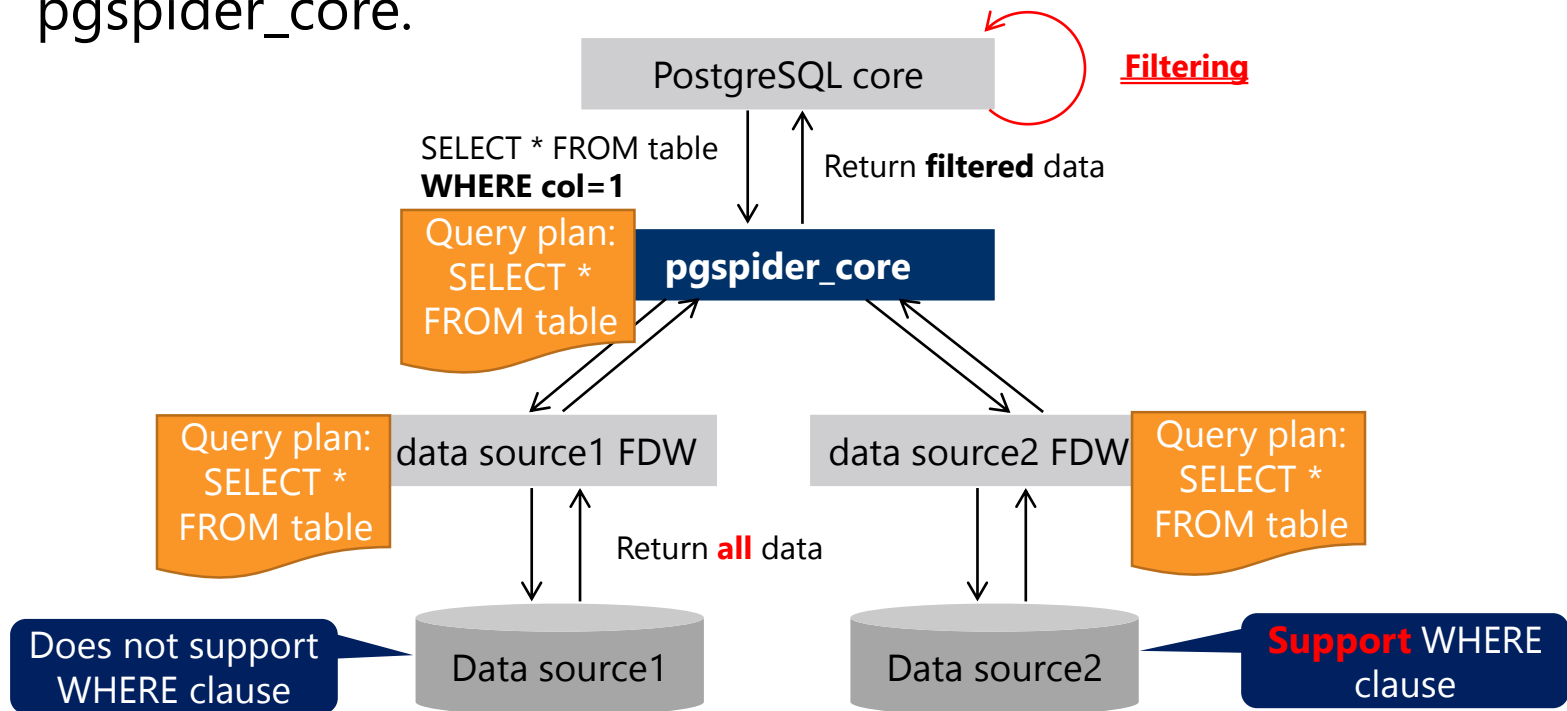 pgspider_core.
PostgreSQL core
Filtering
SELECT * FROM table
WHERE col=1
Return filtered data
Query plan:
SELECT *
FROM table
pgspider_core
Query plan:
SELECT *
FROM table
data source1 FDW
data source2 FDW
Query plan:
SELECT *
FROM table
Return all data
Does not support
WHERE clause
Data source1
Data source2
Support WHERE
clause